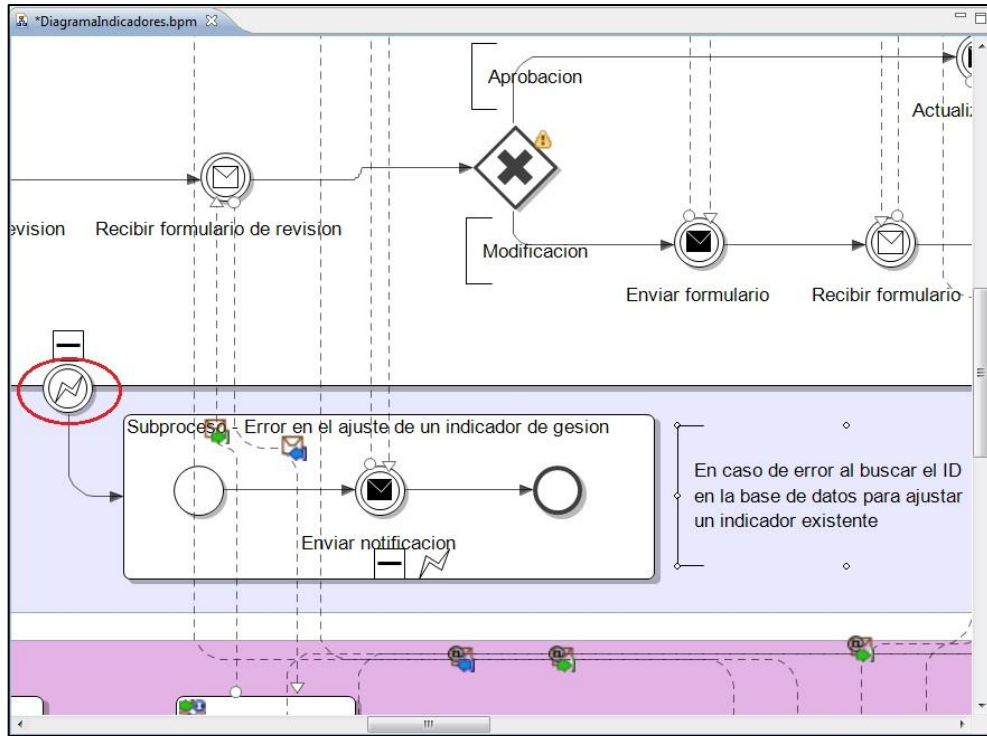 *DiagramaIndicadores.bpm
Aprobacion
Actualiz
evision
Recibir formulario de revision
Modificacion
Enviar formulario
Recibir formulario
Subproceso - Error en el ajuste de un indicador de gesion
En caso de error al buscar el ID
en la base de datos para ajustar
un indicador existente
Enviar notificacion